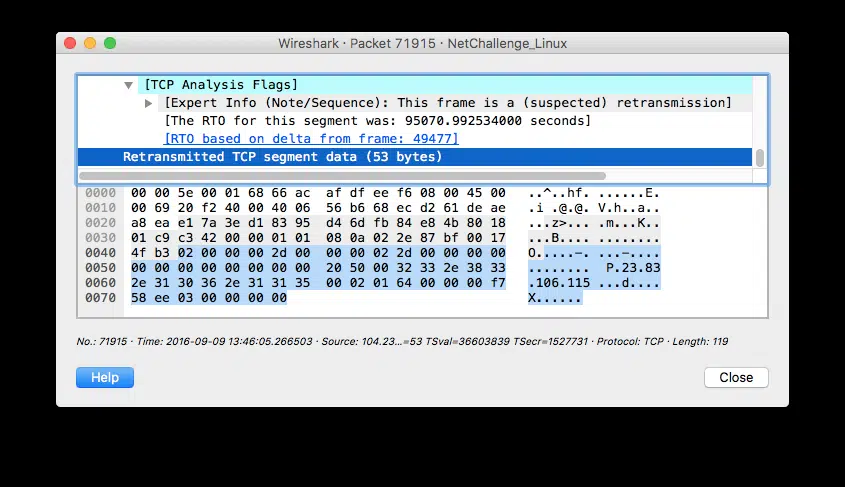 Wireshark · Packet 71915 · NetChallenge_Linux
[TCP Analysis Flags]
[Expert Info (Note/Sequence): This frame is a (suspected) retransmission]
[The RTO for this segment was: 95070.992534000 seconds]
[RTO based on delta from frame: 49477]
Retransmitted TCP segment data (53 bytes)
0000 00 00 5e 00 01 68 66 ac af df ee f6 08 00 45 00 ..^..hf. ......E.
0010 00 69 20 f2 40 00 40 06 56 b6 68 ec d2 61 de ae .i .@.@. V.h..a..
0020 a8 ea e1 7a 3e d1 83 95 d4 6d fb 84 e8 4b 80 18 ...z>... .m...K..
0030 01 c9 c3 42 00 00 01 01 08 0a 02 2e 87 bf 00 17 ...B.... ........
0040 4f b3 02 00 00 00 2d 00 00 00 02 2d 00 00 00 00 O.....-. ...-....
0050 00 00 00 00 00 00 00 00 20 50 00 32 33 2e 38 33 ........ P.23.83
0060 2e 31 30 36 2e 31 31 35 00 02 01 64 00 00 00 f7 .106.115 ...d....
0070 58 ee 03 00 00 00 00 X......
No.: 71915 · Time: 2016-09-09 13:46:05.266503 · Source: 104.23...=53 TSval=36603839 TSecr=1527731 · Protocol: TCP · Length: 119
Help
Close